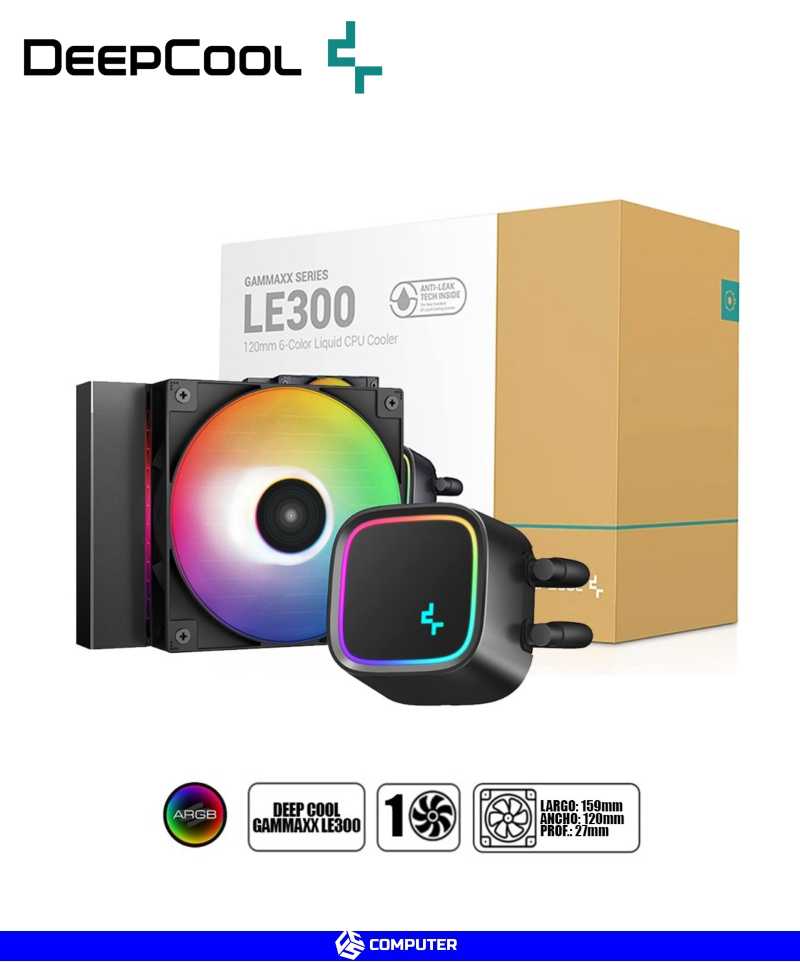 DEEPCOOL
GAMMAXX SERIES
LE300
120mm 6-Color Liquid CPU Cooler
ANTI-LEAK
TECH INSIDE
ARGB
DEEP COOL
GAMMAXX LE300
1
LARGO: 159mm
ANCHO: 120mm
PROF.: 27mm
COMPUTER